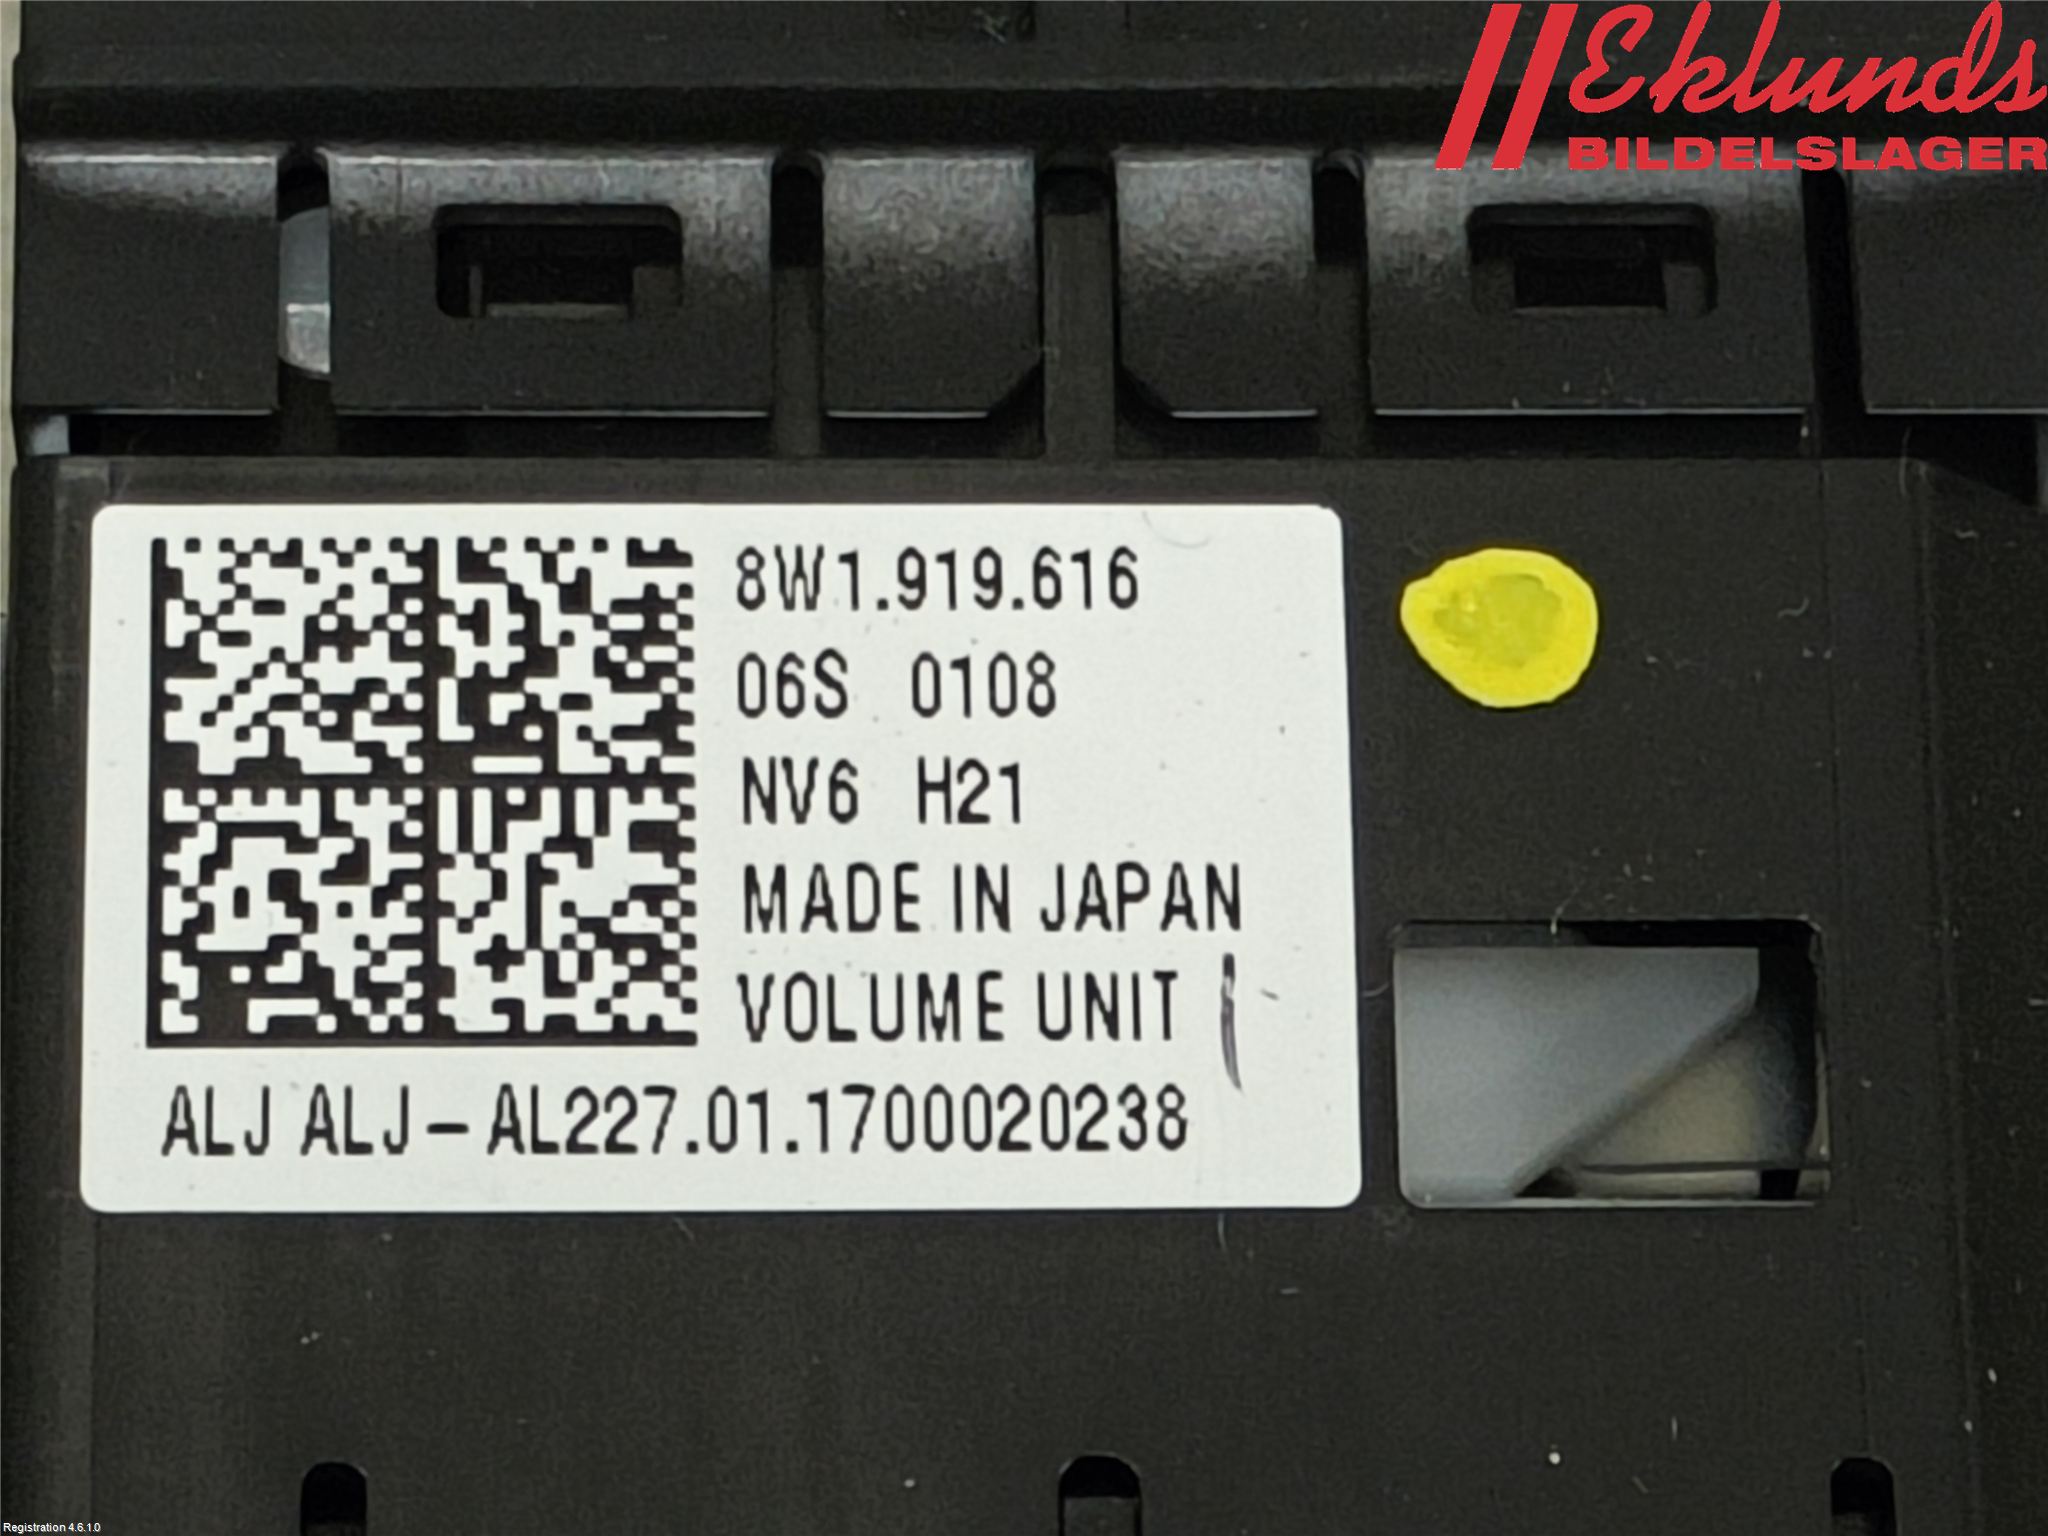 Eklunds
BILDELSLAGER
8W1.919.616
06S 0108
NV6 H21
MADE IN JAPAN
VOLUME UNIT
ALJ ALJ-AL227.01.1700020238
Registration 4.6.1.0